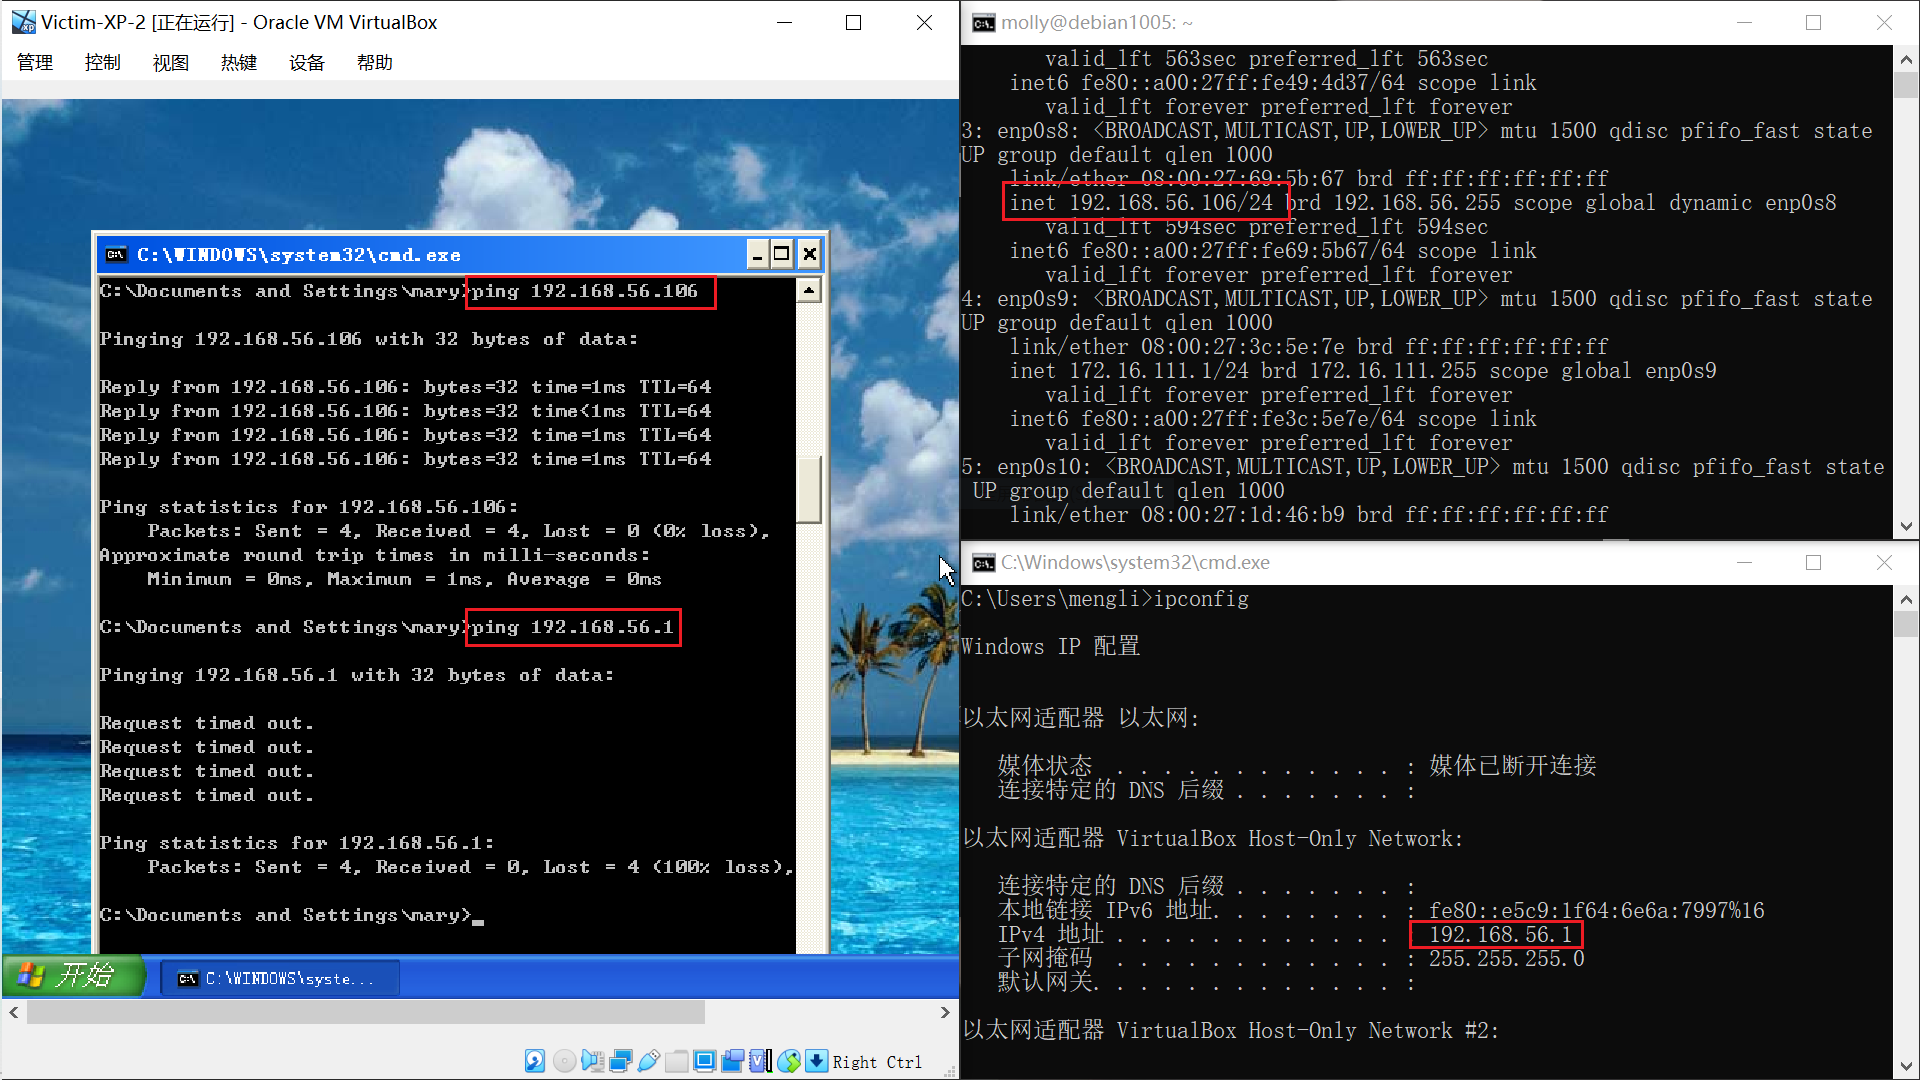 Victim-XP-2 [正在运行] - Oracle VM VirtualBox
管理 控制 视图 热键 设备 帮助
C:\WINDOWS\system32\cmd.exe
C:\Documents and Settings\mary>ping 192.168.56.106
Pinging 192.168.56.106 with 32 bytes of data:
Reply from 192.168.56.106: bytes=32 time=1ms TTL=64
Reply from 192.168.56.106: bytes=32 time<1ms TTL=64
Reply from 192.168.56.106: bytes=32 time=1ms TTL=64
Reply from 192.168.56.106: bytes=32 time=1ms TTL=64
Ping statistics for 192.168.56.106:
Packets: Sent = 4, Received = 4, Lost = 0 (0% loss),
Approximate round trip times in milli-seconds:
Minimum = 0ms, Maximum = 1ms, Average = 0ms
C:\Documents and Settings\mary>ping 192.168.56.1
Pinging 192.168.56.1 with 32 bytes of data:
Request timed out.
Request timed out.
Request timed out.
Request timed out.
Ping statistics for 192.168.56.1:
Packets: Sent = 4, Received = 0, Lost = 4 (100% loss),
C:\Documents and Settings\mary>_
开始 C:\WINDOWS\syste...
Right Ctrl
molly@debian1005: ~
valid_lft 563sec preferred_lft 563sec
inet6 fe80::a00:27ff:fe49:4d37/64 scope link
valid_lft forever preferred_lft forever
3: enp0s8: <BROADCAST,MULTICAST,UP,LOWER_UP> mtu 1500 qdisc pfifo_fast state
UP group default qlen 1000
link/ether 08:00:27:69:5b:67 brd ff:ff:ff:ff:ff:ff
inet 192.168.56.106/24 brd 192.168.56.255 scope global dynamic enp0s8
valid_lft 594sec preferred_lft 594sec
inet6 fe80::a00:27ff:fe69:5b67/64 scope link
valid_lft forever preferred_lft forever
4: enp0s9: <BROADCAST,MULTICAST,UP,LOWER_UP> mtu 1500 qdisc pfifo_fast state
UP group default qlen 1000
link/ether 08:00:27:3c:5e:7e brd ff:ff:ff:ff:ff:ff
inet 172.16.111.1/24 brd 172.16.111.255 scope global enp0s9
valid_lft forever preferred_lft forever
inet6 fe80::a00:27ff:fe3c:5e7e/64 scope link
valid_lft forever preferred_lft forever
5: enp0s10: <BROADCAST,MULTICAST,UP,LOWER_UP> mtu 1500 qdisc pfifo_fast state
UP group default qlen 1000
link/ether 08:00:27:1d:46:b9 brd ff:ff:ff:ff:ff:ff
C:\Windows\system32\cmd.exe
C:\Users\mengli>ipconfig
Windows IP 配置
以太网适配器 以太网:
媒体状态 . . . . . . . . . . . . : 媒体已断开连接
连接特定的 DNS 后缀 . . . . . . . :
以太网适配器 VirtualBox Host-Only Network:
连接特定的 DNS 后缀 . . . . . . . :
本地链接 IPv6 地址. . . . . . . . : fe80::e5c9:1f64:6e6a:7997%16
IPv4 地址 . . . . . . . . . . . . 192.168.56.1
子网掩码 . . . . . . . . . . . . : 255.255.255.0
默认网关. . . . . . . . . . . . . :
以太网适配器 VirtualBox Host-Only Network #2: